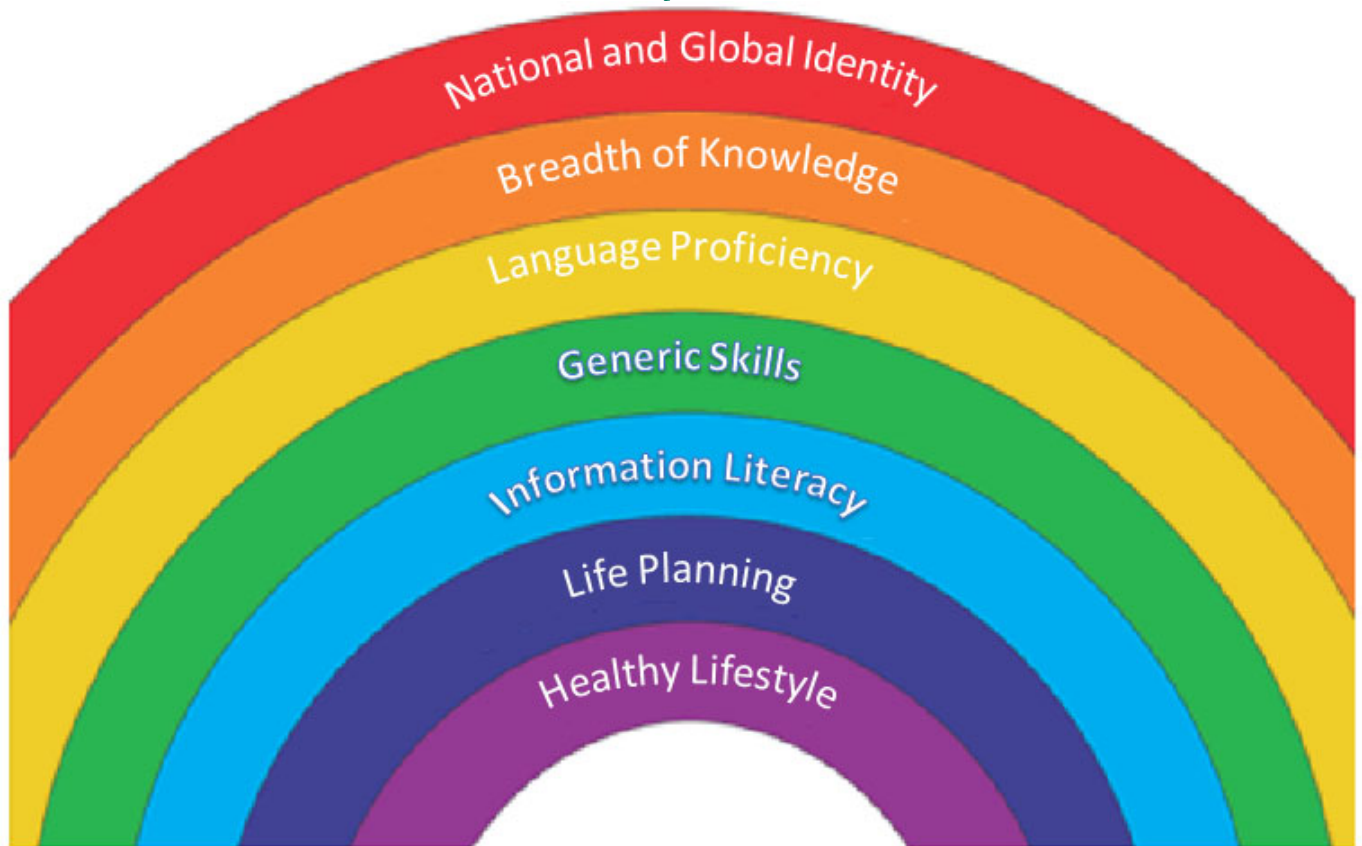 National and Global Identity
Breadth of Knowledge
Language Proficiency
Generic Skills
Information Literacy
Life Planning
Healthy Lifestyle